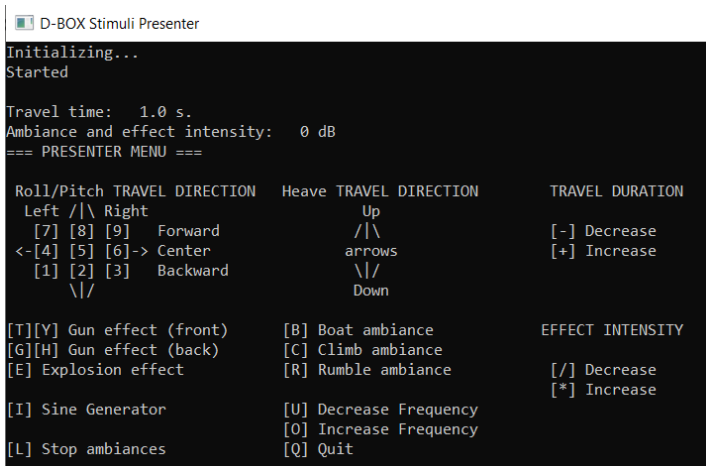 D-BOX Stimuli Presenter
Initializing...
Started
Travel time:   1.0 s.
Ambiance and effect intensity:   0 dB
=== PRESENTER MENU ===
 Roll/Pitch TRAVEL DIRECTION   Heave TRAVEL DIRECTION         TRAVEL DURATION
  Left /|\ Right                         Up
   [7] [8] [9]   Forward                /|\                   [-] Decrease
 <-[4] [5] [6]-> Center                arrows                 [+] Increase
   [1] [2] [3]   Backward               \|/
       \|/                              Down
[T][Y] Gun effect (front)      [B] Boat ambiance             EFFECT INTENSITY
[G][H] Gun effect (back)       [C] Climb ambiance
[E] Explosion effect           [R] Rumble ambiance            [/] Decrease
                                                              [*] Increase
[I] Sine Generator             [U] Decrease Frequency
                               [O] Increase Frequency
[L] Stop ambiances             [Q] Quit